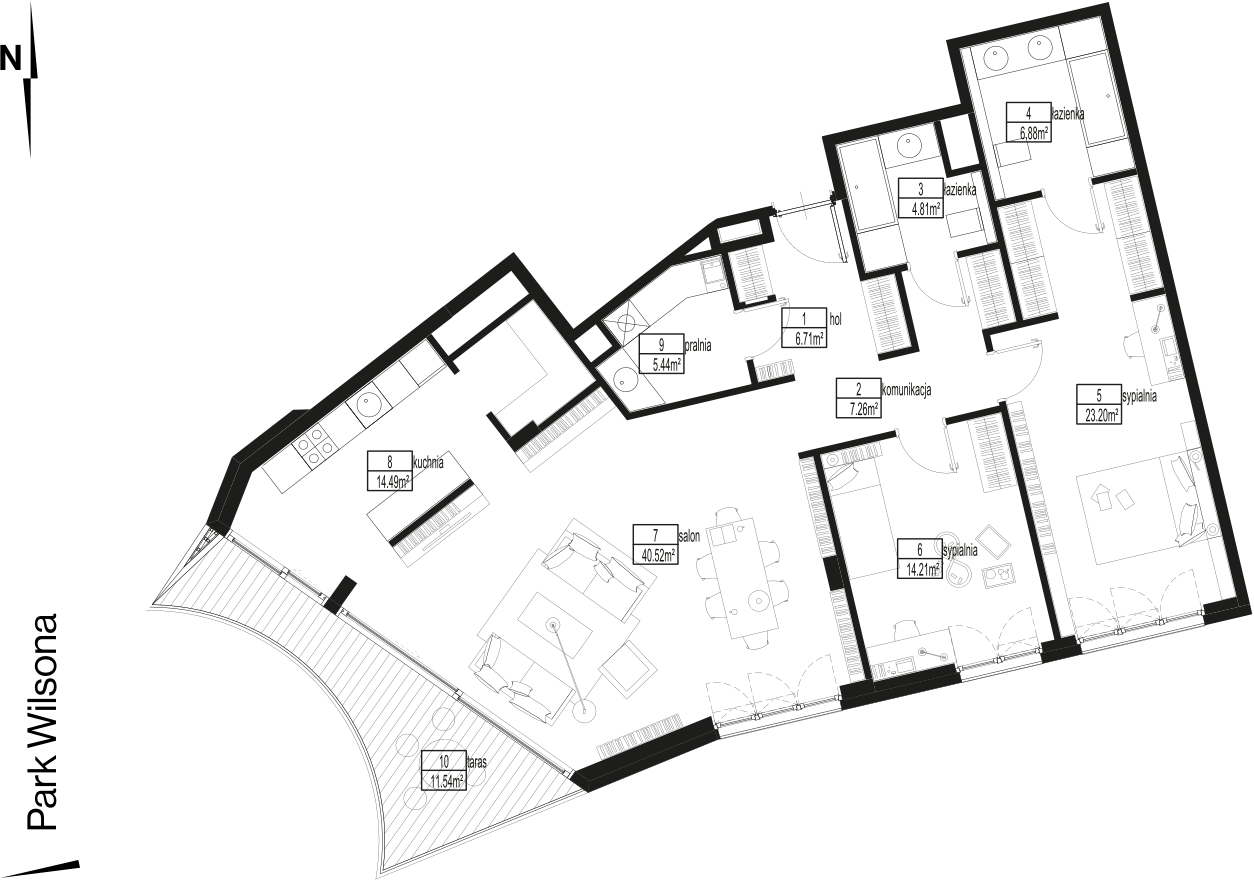 N
4 łazienka
6.88m²
3 łazienka
4.81m²
1 hol
6.71m²
9 pralnia
5.44m²
2 komunikacja
7.26m²
5 sypialnia
23.20m²
8 kuchnia
14.49m²
7 salon
40.52m²
6 sypialnia
14.21m²
10 taras
11.54m²
Park Wilsona